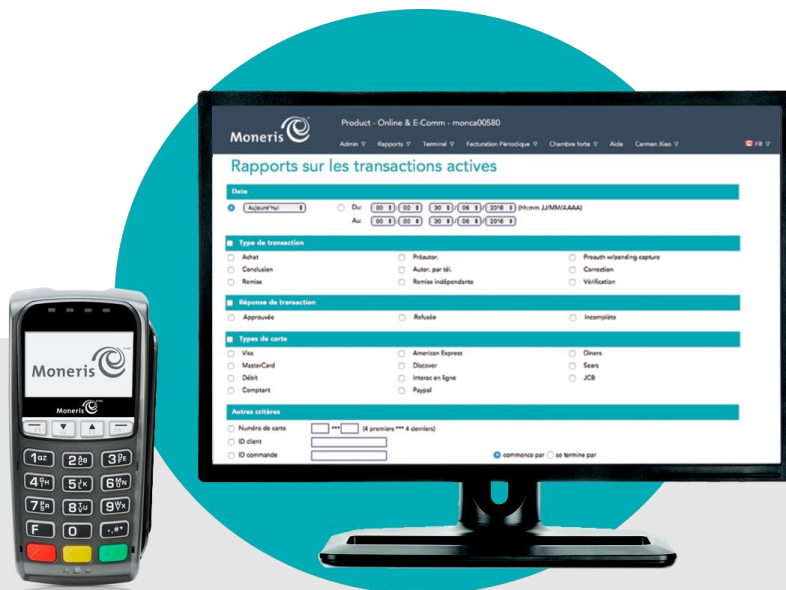 Moneris
Product - Online & E-Comm - monca00580
Admin Rapports Terminal Facturation Périodique Chambre forte Aide Carmen Xiao FR
Rapports sur les transactions actives
Date
Aujourd'hui Du: 00 : 00 30 / 06 / 2016 (hh:mm JJ/MM/AAAA)
Au: 00 : 00 30 / 06 / 2016
Type de transaction
Achat Préautor. Preauth w/pending capture
Conclusion Autor. par tél. Correction
Remise Remise indépendante Vérification
Réponse de transaction
Approuvée Refusée Incomplète
Types de carte
Visa American Express Diners
MasterCard Discover Sears
Débit Interac en ligne JCB
Comptant Paypal
Autres critères
Numéro de carte *** (4 premiers *** 4 derniers)
ID client
ID commande commence par se termine par
Moneris
Moneris
1 QZ 2 3
4 5 6
7 8 9
F 0 .,#*